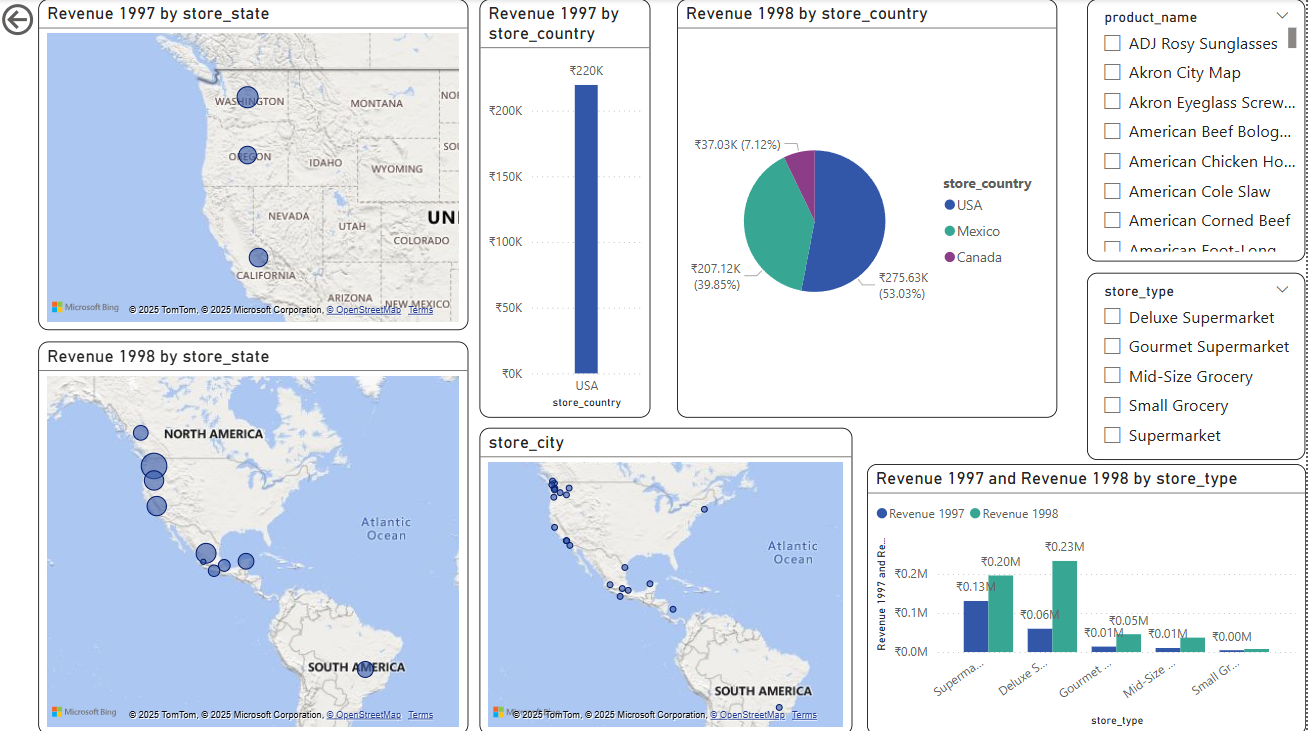 Revenue 1997 by store_state
WASHINGTON
MONTANA
OREGON
IDAHO
WYOMING
NEVADA
UTAH
COLORADO
CALIFORNIA
ARIZONA
NEW MEXICO
Microsoft Bing
© 2025 TomTom, © 2025 Microsoft Corporation, © OpenStreetMap Terms
Revenue 1997 by
store_country
₹220K
₹200K
₹150K
₹100K
₹50K
₹0K
USA
store_country
Revenue 1998 by store_country
₹37.03K (7.12%)
₹207.12K
(39.85%)
₹275.63K
(53.03%)
store_country
USA
Mexico
Canada
product_name
ADJ Rosy Sunglasses
Akron City Map
Akron Eyeglass Screw...
American Beef Bolog...
American Chicken Ho...
American Cole Slaw
American Corned Beef
American Foot-Long
store_type
Deluxe Supermarket
Gourmet Supermarket
Mid-Size Grocery
Small Grocery
Supermarket
Revenue 1998 by store_state
NORTH AMERICA
Atlantic
Ocean
SOUTH AMERICA
Microsoft Bing
© 2025 TomTom, © 2025 Microsoft Corporation, © OpenStreetMap Terms
store_city
Atlantic
Ocean
SOUTH AMERICA
© 2025 TomTom, © 2025 Microsoft Corporation, © OpenStreetMap Terms
Revenue 1997 and Revenue 1998 by store_type
Revenue 1997 Revenue 1998
Revenue 1997 and Re...
₹0.2M
₹0.1M
₹0.0M
₹0.13M
₹0.20M
₹0.06M
₹0.23M
₹0.01M
₹0.05M
₹0.01M
₹0.00M
Superma...
Deluxe S...
Gourmet ...
Mid-Size ...
Small Gr...
store_type